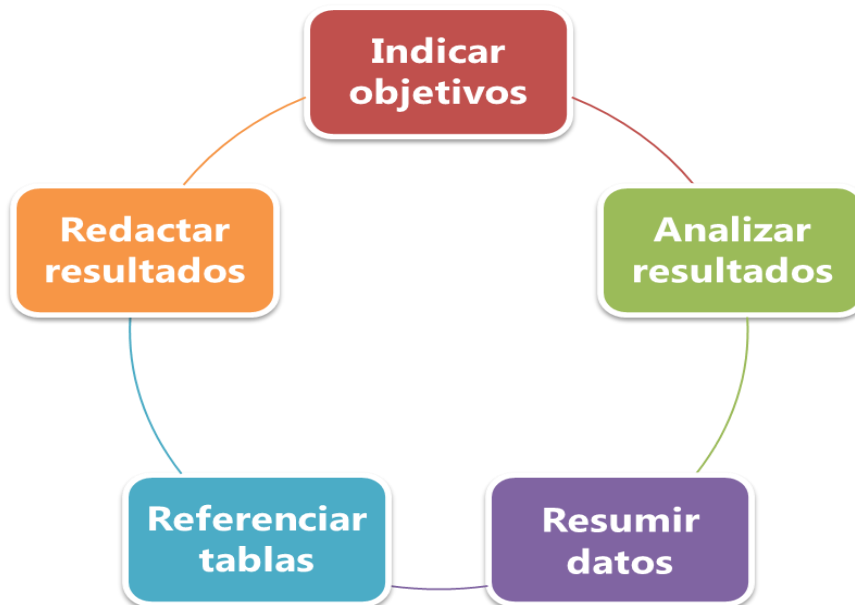 Indicar
objetivos
Analizar
resultados
Resumir
datos
Referenciar
tablas
Redactar
resultados